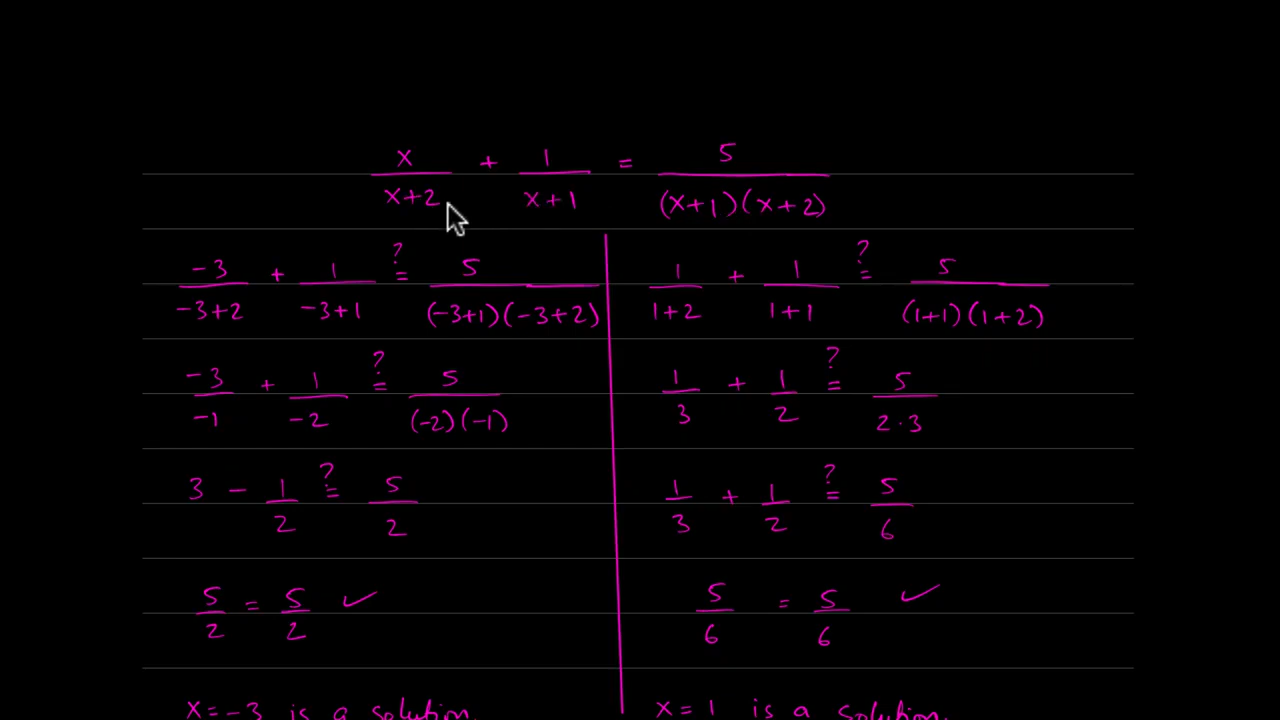 x/(x+2) + 1/(x+1) = 5/((x+1)(x+2))
-3/(-3+2) + 1/(-3+1) ?= 5/((-3+1)(-3+2))
-3/-1 + 1/-2 ?= 5/((-2)(-1))
3 - 1/2 ?= 5/2
5/2 = 5/2 ✓
x=-3 is a solution.
1/(1+2) + 1/(1+1) ?= 5/((1+1)(1+2))
1/3 + 1/2 ?= 5/(2·3)
1/3 + 1/2 ?= 5/6
5/6 = 5/6 ✓
x=1 is a solution.